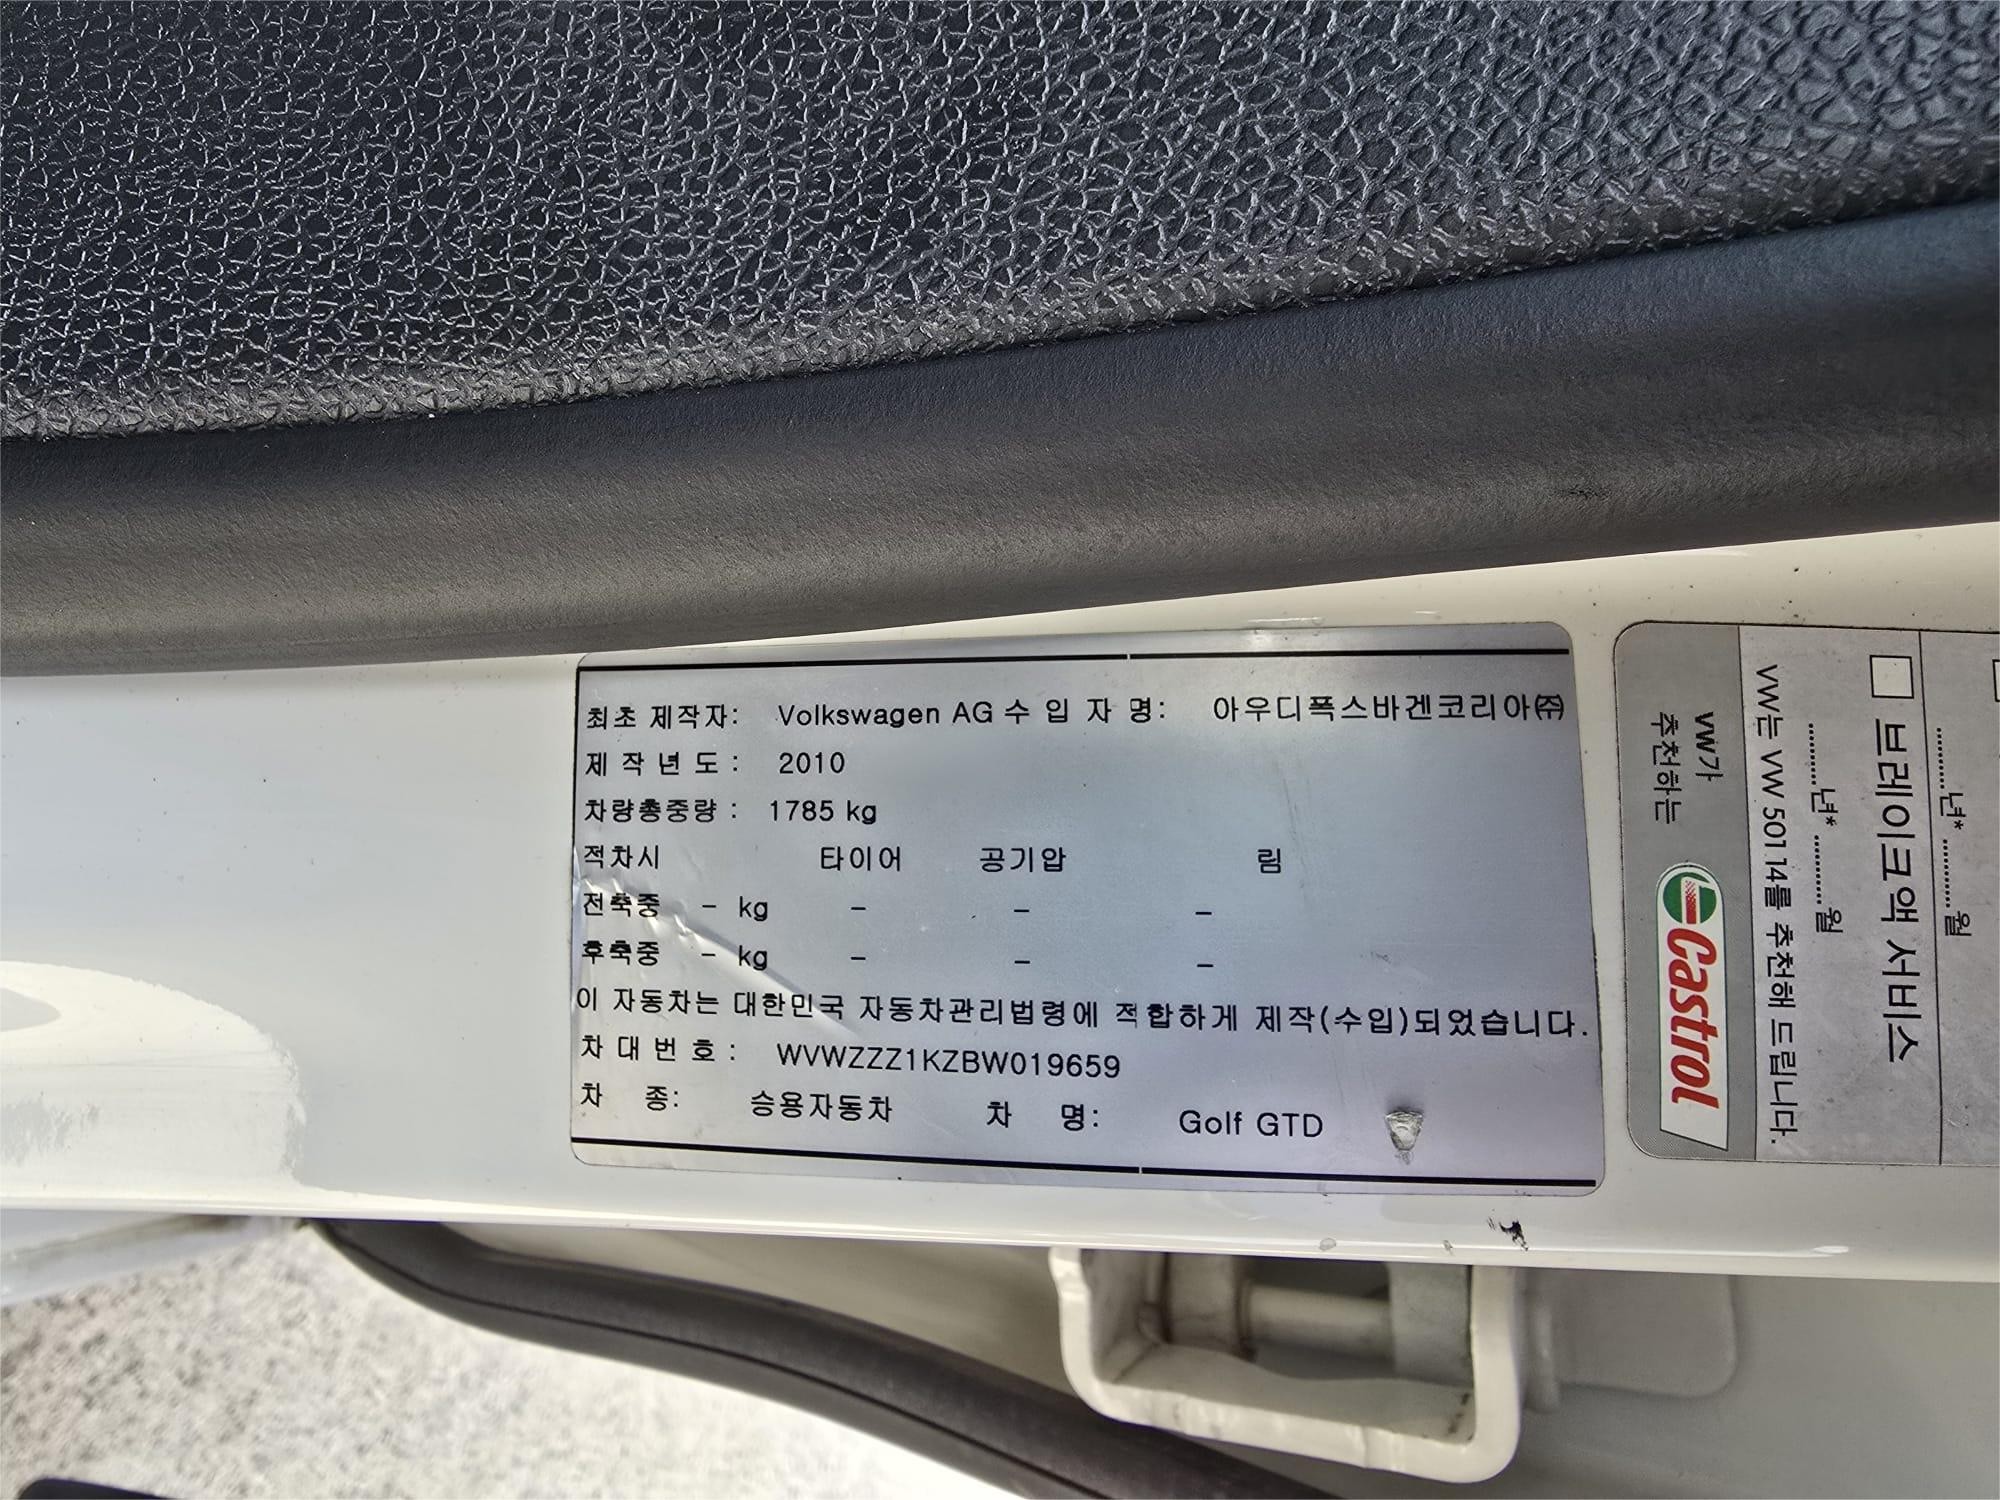 최초 제작자: Volkswagen AG 수 입 자 명: 아우디폭스바겐코리아㈜
제 작 년 도 : 2010
차량총중량 : 1785 kg
적차시 타이어 공기압 림
전축중 - kg - - -
후축중 - kg - - -
이 자동차는 대한민국 자동차관리법령에 적합하게 제작(수입)되었습니다.
차 대 번 호 : WVWZZZ1KZBW019659
차 종: 승용자동차 차 명: Golf GTD
브레이크액 서비스
..........년* ..........월
..........년* ..........월
VW는 VW 501 14를 추천해 드립니다.
VW가
추천하는
Castrol